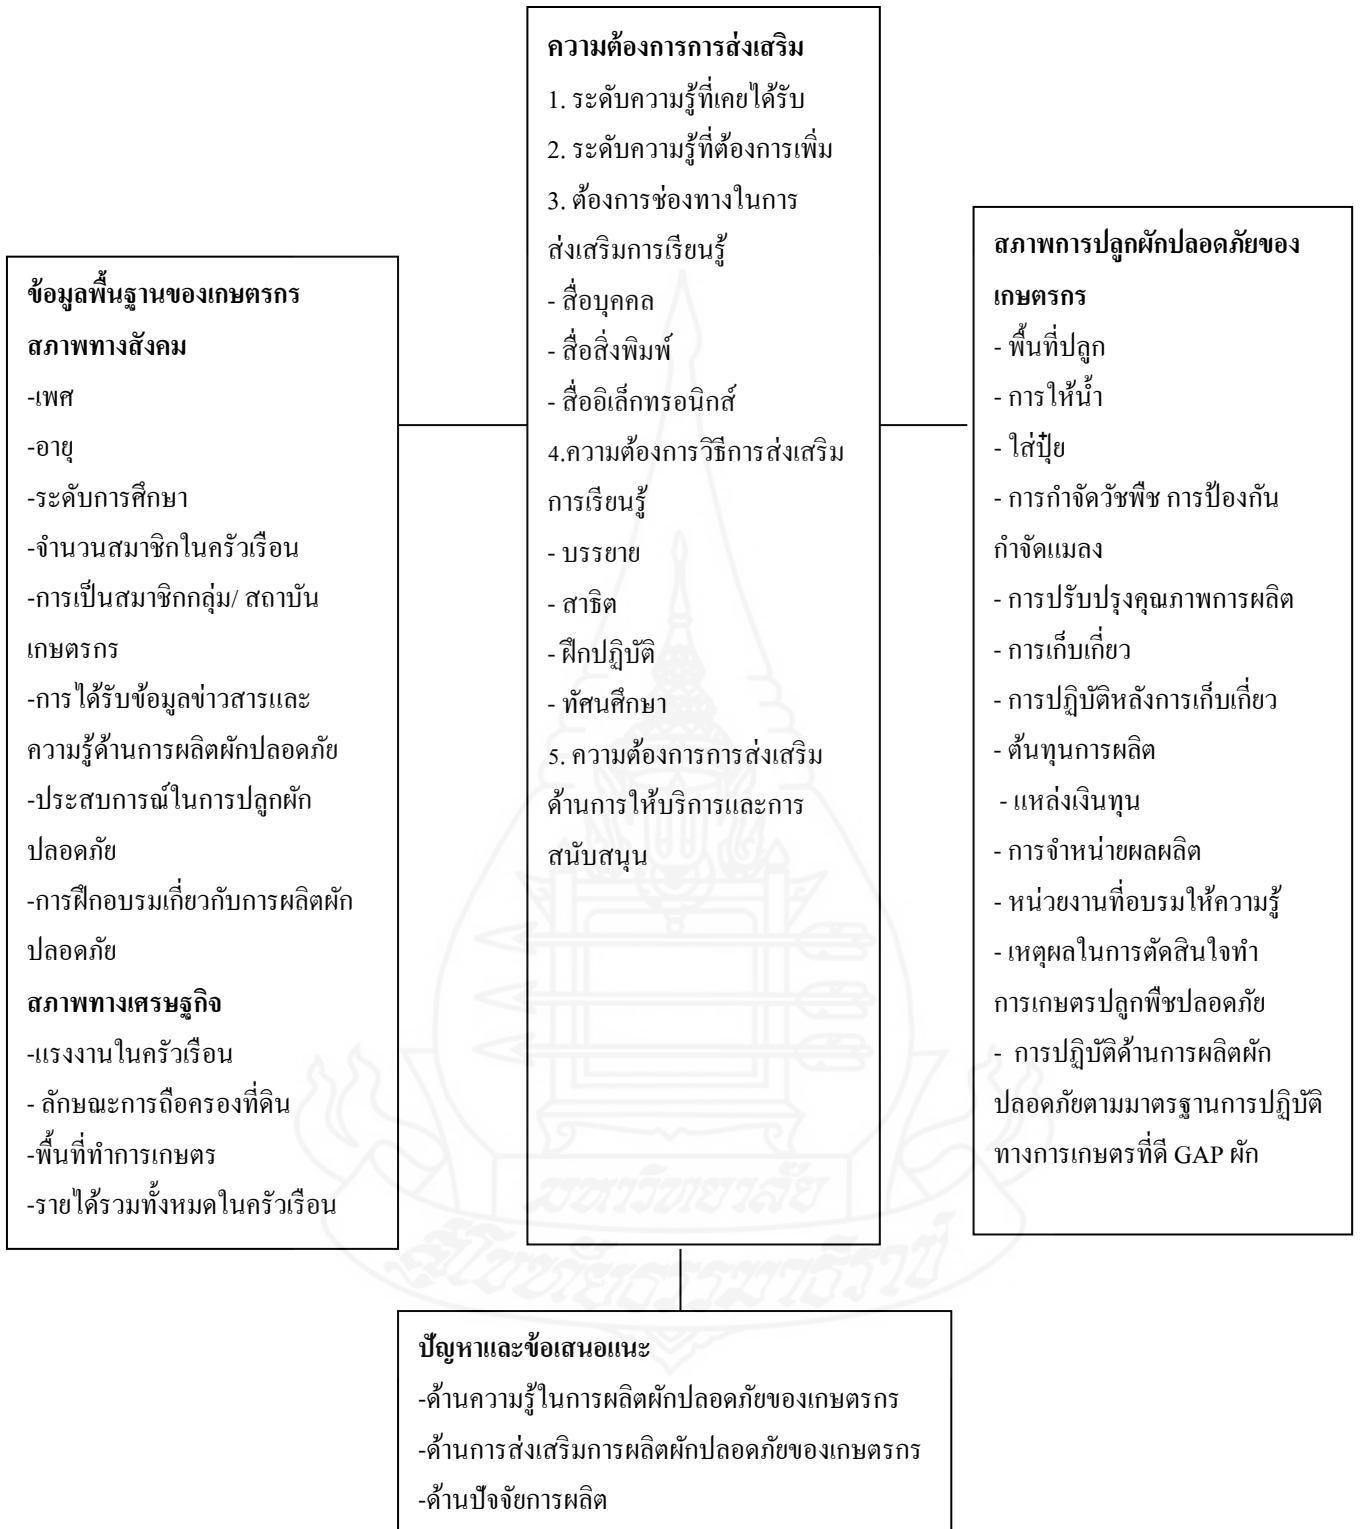 ข้อมูลพื้นฐานของเกษตรกร
สภาพทางสังคม
-เพศ
-อายุ
-ระดับการศึกษา
-จำนวนสมาชิกในครัวเรือน
-การเป็นสมาชิกกลุ่ม/ สถาบัน
เกษตรกร
-การได้รับข้อมูลข่าวสารและ
ความรู้ด้านการผลิตผักปลอดภัย
-ประสบการณ์ในการปลูกผัก
ปลอดภัย
-การฝึกอบรมเกี่ยวกับการผลิตผัก
ปลอดภัย
สภาพทางเศรษฐกิจ
-แรงงานในครัวเรือน
- ลักษณะการถือครองที่ดิน
-พื้นที่ทำการเกษตร
-รายได้รวมทั้งหมดในครัวเรือน
ความต้องการการส่งเสริม
1. ระดับความรู้ที่เคยได้รับ
2. ระดับความรู้ที่ต้องการเพิ่ม
3. ต้องการช่องทางในการ
ส่งเสริมการเรียนรู้
- สื่อบุคคล
- สื่อสิ่งพิมพ์
- สื่ออิเล็กทรอนิกส์
4.ความต้องการวิธีการส่งเสริม
การเรียนรู้
- บรรยาย
- สาธิต
- ฝึกปฏิบัติ
- ทัศนศึกษา
5. ความต้องการการส่งเสริม
ด้านการให้บริการและการ
สนับสนุน
สภาพการปลูกผักปลอดภัยของ
เกษตรกร
- พื้นที่ปลูก
- การให้น้ำ
- ใส่ปุ๋ย
- การกำจัดวัชพืช การป้องกัน
กำจัดแมลง
- การปรับปรุงคุณภาพการผลิต
- การเก็บเกี่ยว
- การปฏิบัติหลังการเก็บเกี่ยว
- ต้นทุนการผลิต
- แหล่งเงินทุน
- การจำหน่ายผลผลิต
- หน่วยงานที่อบรมให้ความรู้
- เหตุผลในการตัดสินใจทำ
การเกษตรปลูกพืชปลอดภัย
- การปฏิบัติด้านการผลิตผัก
ปลอดภัยตามมาตรฐานการปฏิบัติ
ทางการเกษตรที่ดี GAP ผัก
มหาวิทยาลัย
สุโขทัยธรรมาธิราช
ปัญหาและข้อเสนอแนะ
-ด้านความรู้ในการผลิตผักปลอดภัยของเกษตรกร
-ด้านการส่งเสริมการผลิตผักปลอดภัยของเกษตรกร
-ด้านปัจจัยการผลิต